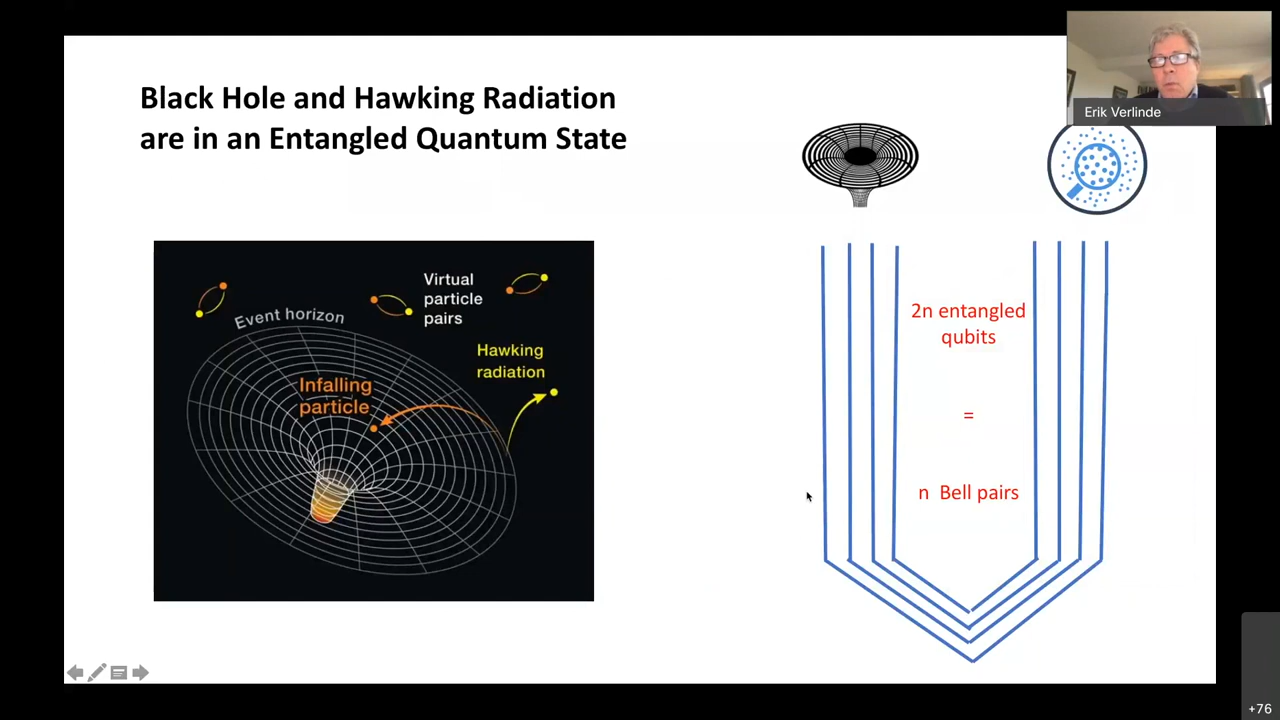 Black Hole and Hawking Radiation
are in an Entangled Quantum State
Erik Verlinde
Virtual
particle
pairs
Event horizon
Hawking
radiation
Infalling
particle
2n entangled
qubits
=
n Bell pairs
+76